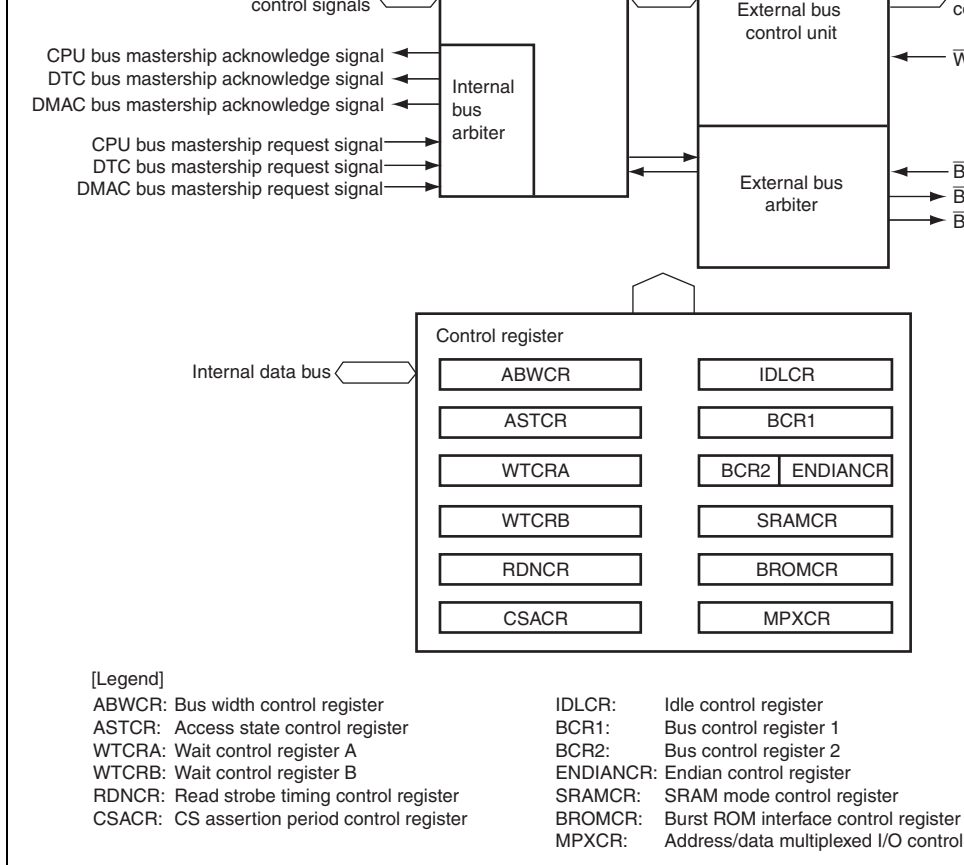 control signals
External bus
control unit
CPU bus mastership acknowledge signal
DTC bus mastership acknowledge signal
DMAC bus mastership acknowledge signal
Internal
bus
arbiter
CPU bus mastership request signal
DTC bus mastership request signal
DMAC bus mastership request signal
External bus
arbiter
B
B
B
Control register
Internal data bus
ABWCR
IDLCR
ASTCR
BCR1
WTCRA
BCR2 ENDIANCR
WTCRB
SRAMCR
RDNCR
BROMCR
CSACR
MPXCR
[Legend]
ABWCR: Bus width control register
ASTCR: Access state control register
WTCRA: Wait control register A
WTCRB: Wait control register B
RDNCR: Read strobe timing control register
CSACR: CS assertion period control register
IDLCR: Idle control register
BCR1: Bus control register 1
BCR2: Bus control register 2
ENDIANCR: Endian control register
SRAMCR: SRAM mode control register
BROMCR: Burst ROM interface control register
MPXCR: Address/data multiplexed I/O control